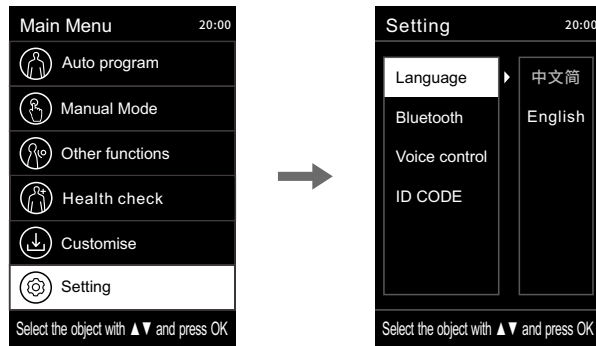 Main Menu 20:00
Auto program
Manual Mode
Other functions
Health check
Customise
Setting
Select the object with ▲▼ and press OK
Setting 20:00
Language 中文简
Bluetooth English
Voice control
ID CODE
Select the object with ▲▼ and press OK